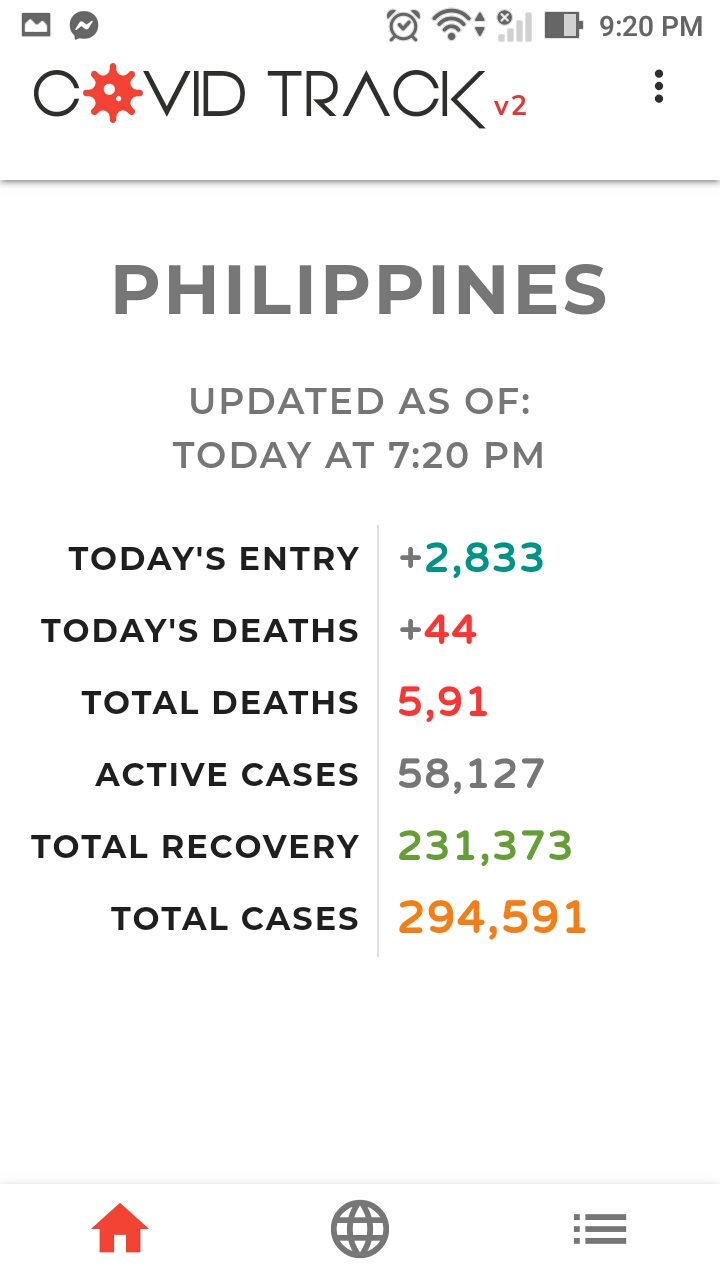 9:20 PM
COVID TRACK v2
PHILIPPINES
UPDATED AS OF:
TODAY AT 7:20 PM
TODAY'S ENTRY +2,833
TODAY'S DEATHS +44
TOTAL DEATHS 5,91
ACTIVE CASES 58,127
TOTAL RECOVERY 231,373
TOTAL CASES 294,591